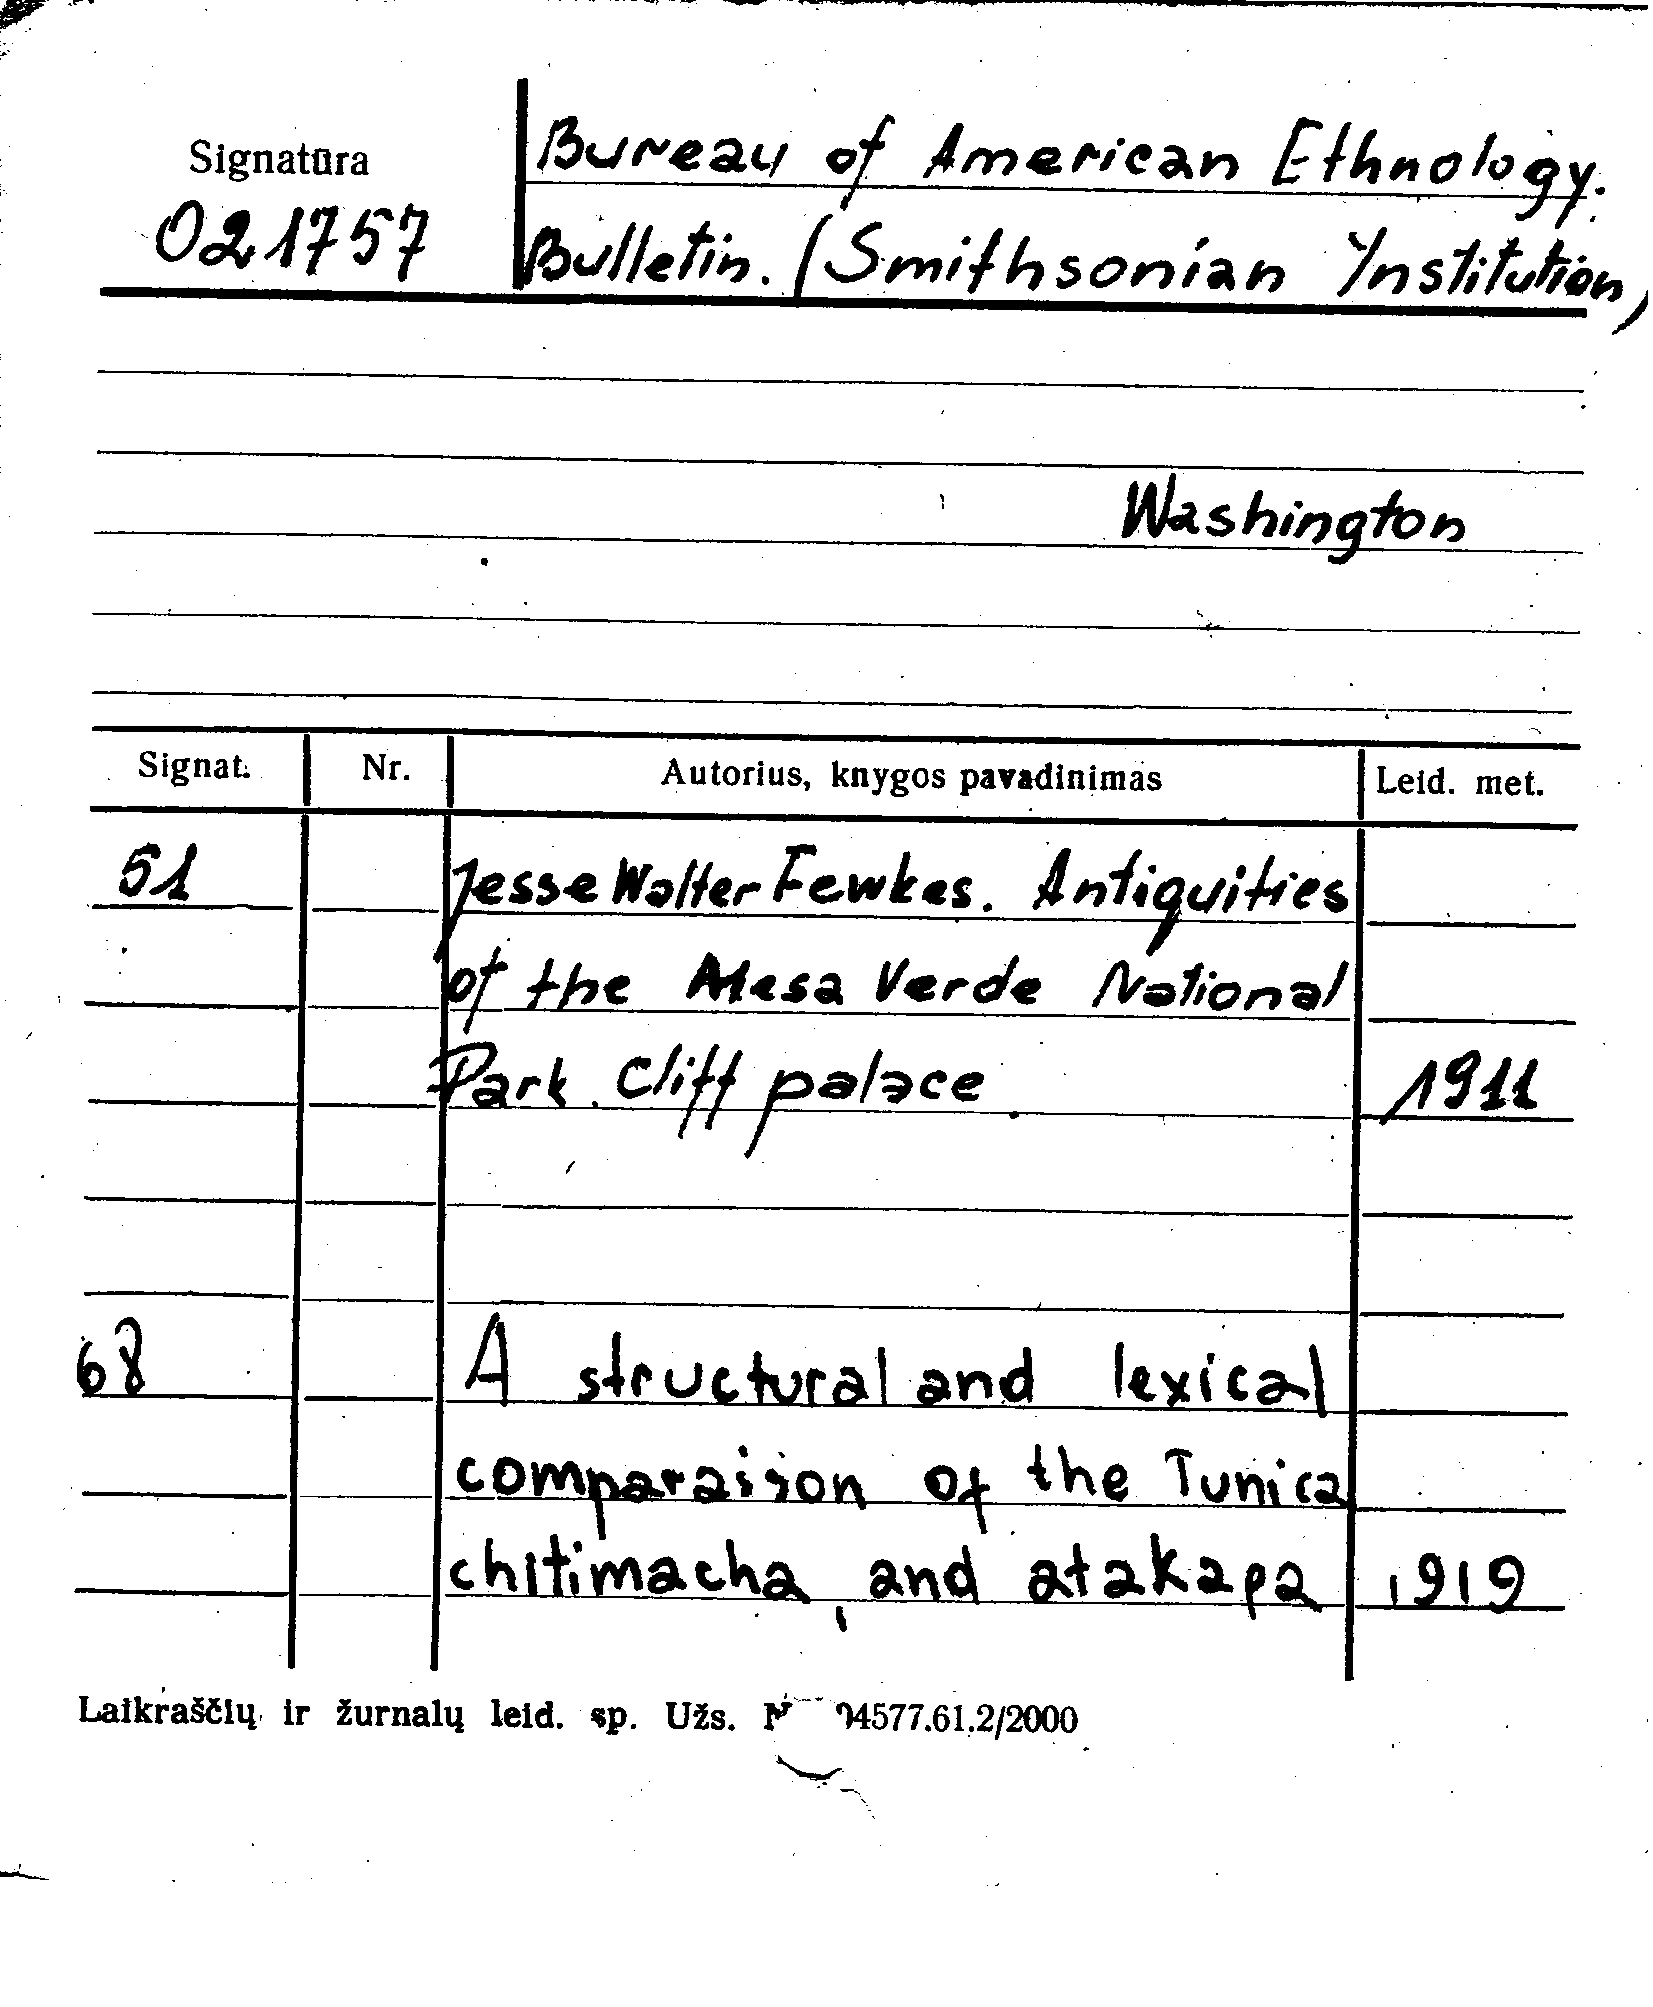 Signatūra
021757
Bureau of American Ethnology.
Bulletin. (Smithsonian Ynstitution)
Washington
Signat. Nr. Autorius, knygos pavadinimas Leid. met.
51 Jesse Walter Fewkes. Antiquities
of the Mesa Verde National
Park. Cliff palace 1911
68 A structural and lexical
comparaison of the Tunica
chitimacha, and atakapa 1919
Laikraščių ir žurnalų leid. sp. Užs. 04577.61.2/2000